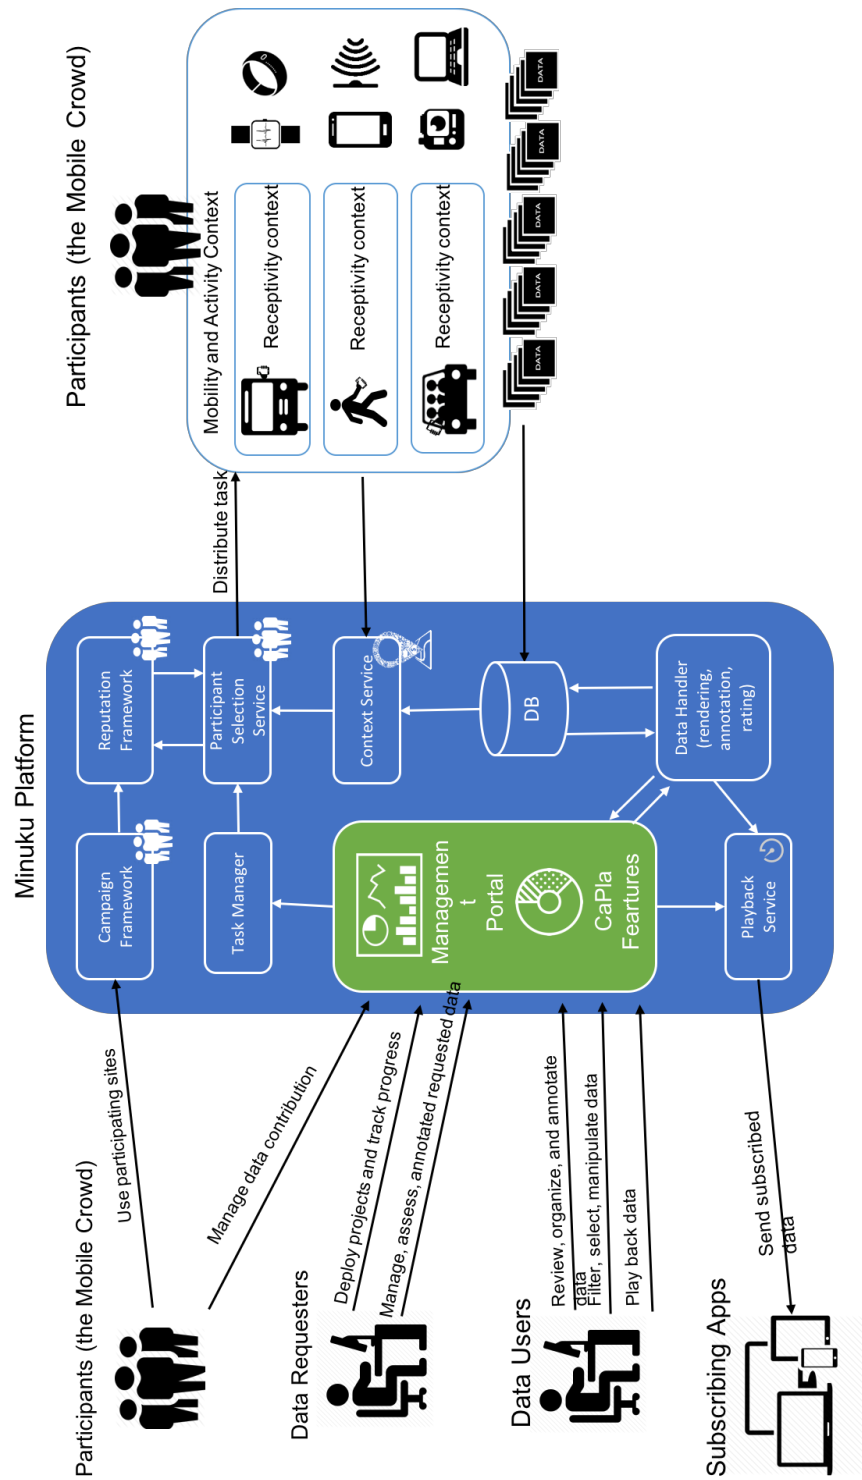 Participants (the Mobile Crowd)
Use participating sites
Manage data contribution
Data Requesters
Deploy projects and track progress
Manage, assess, annotated requested data
Data Users
Review, organize, and annotate
data
Filter, select, manipulate data
Play back data
Subscribing Apps
Send subscribed
data
Minuku Platform
Campaign
Framework
Reputation
Framework
Task Manager
Participant
Selection
Service
Managemen
t
Portal
CaPla
Feartures
Context Service
DB
Playback
Service
Data Handler
(rendering,
annotation,
rating)
Distribute task
Participants (the Mobile Crowd)
Mobility and Activity Context
Receptivity context
Receptivity context
Receptivity context
DATA
DATA
DATA
DATA
DATA